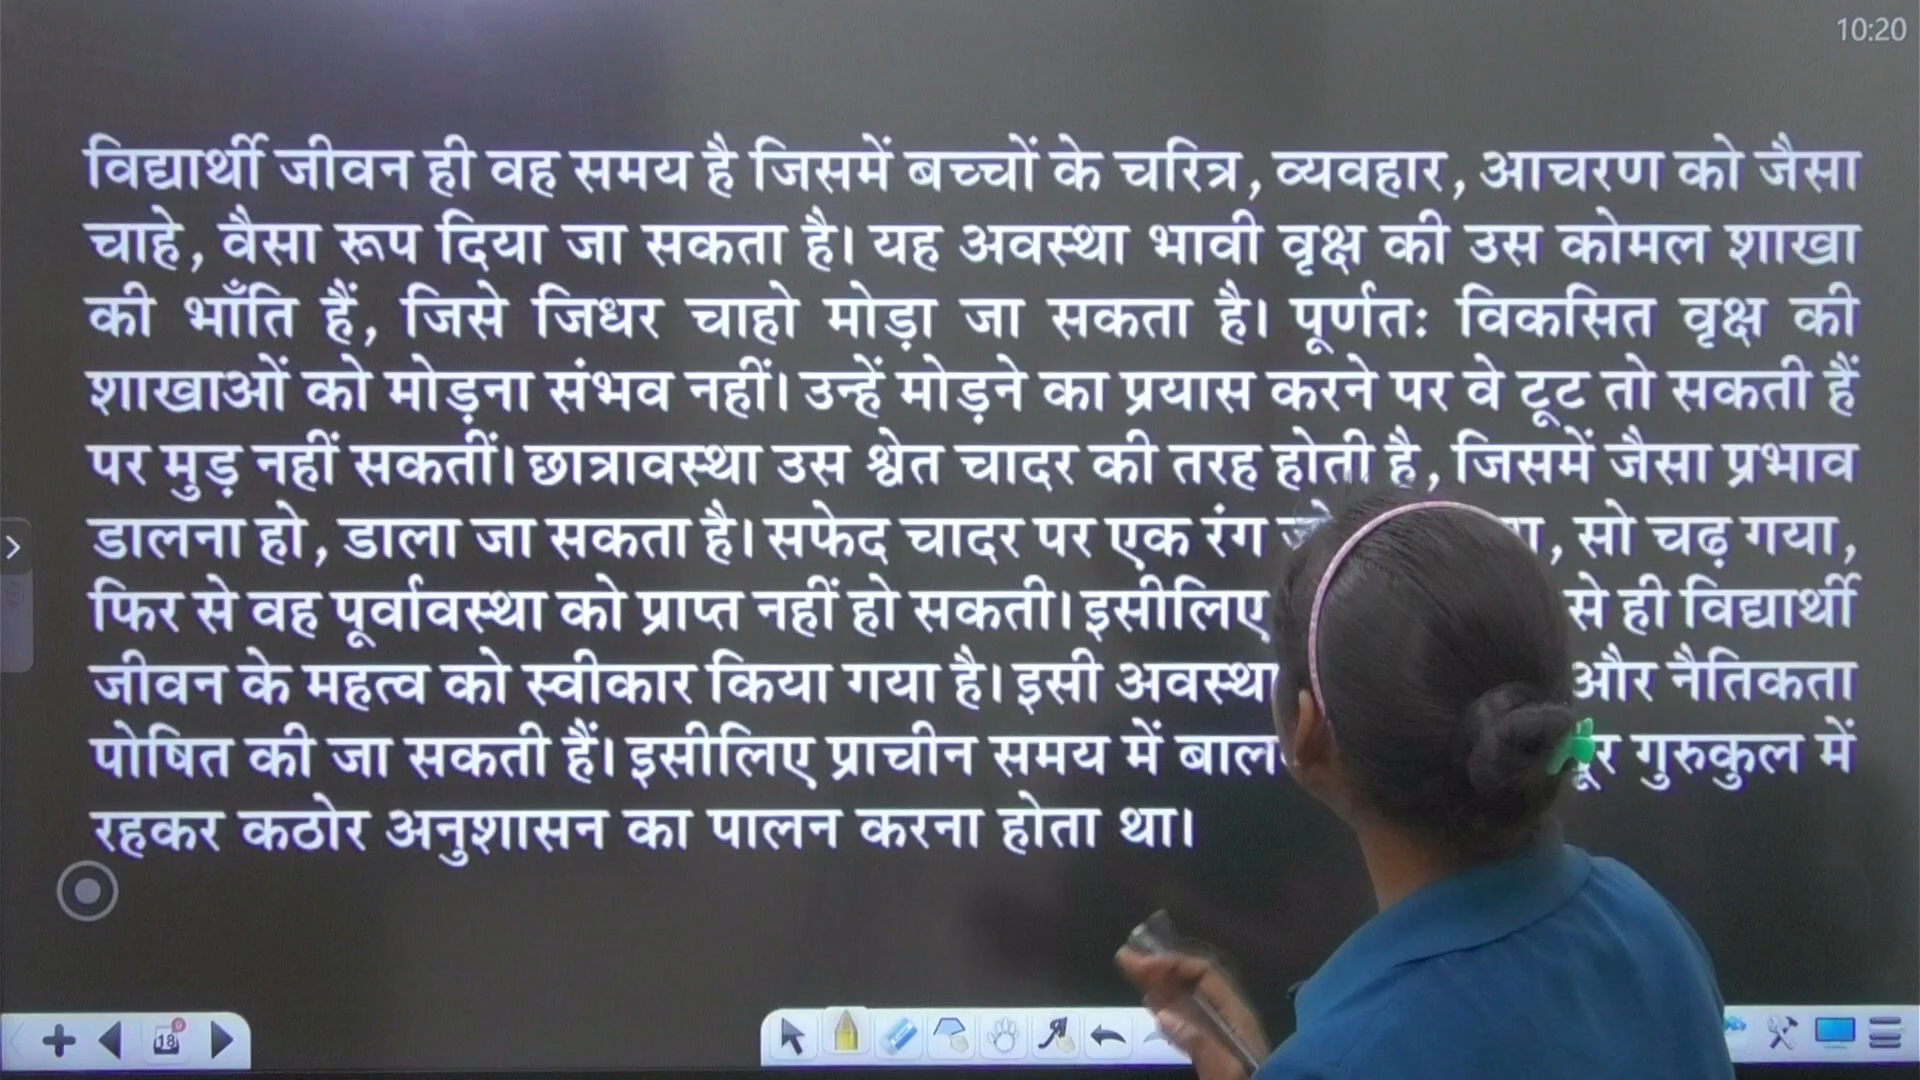 10:20
विद्यार्थी जीवन ही वह समय है जिसमें बच्चों के चरित्र, व्यवहार, आचरण को जैसा
चाहे, वैसा रूप दिया जा सकता है। यह अवस्था भावी वृक्ष की उस कोमल शाखा
की भाँति हैं, जिसे जिधर चाहो मोड़ा जा सकता है। पूर्णतः विकसित वृक्ष की
शाखाओं को मोड़ना संभव नहीं। उन्हें मोड़ने का प्रयास करने पर वे टूट तो सकती हैं
पर मुड़ नहीं सकतीं। छात्रावस्था उस श्वेत चादर की तरह होती है, जिसमें जैसा प्रभाव
डालना हो, डाला जा सकता है। सफेद चादर पर एक रंग सो चढ़ गया,
फिर से वह पूर्वावस्था को प्राप्त नहीं हो सकती। इसीलिए से ही विद्यार्थी
जीवन के महत्व को स्वीकार किया गया है। इसी अवस्था और नैतिकता
पोषित की जा सकती हैं। इसीलिए प्राचीन समय में गुरुकुल में
रहकर कठोर अनुशासन का पालन करना होता था।
18